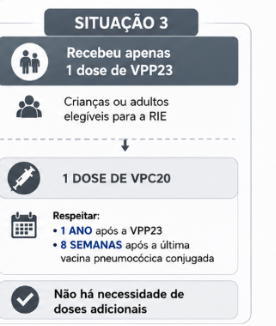 SITUAÇÃO 3
Recebeu apenas
1 dose de VPP23
Crianças ou adultos
elegíveis para a RIE
1 DOSE DE VPC20
Respeitar:
• 1 ANO após a VPP23
• 8 SEMANAS após a última
vacina pneumocócica conjugada
Não há necessidade de
doses adicionais